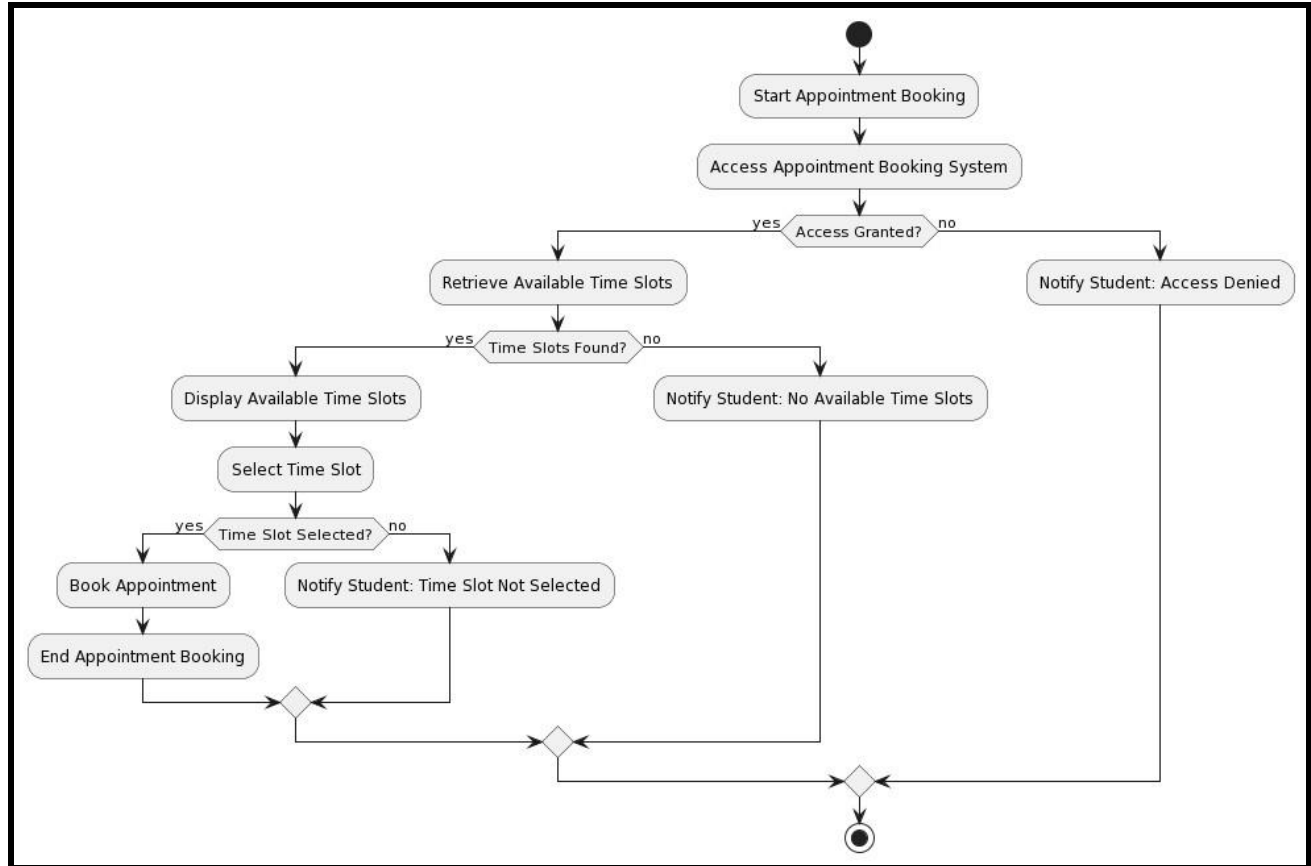 Start Appointment Booking
Access Appointment Booking System
yes
Access Granted?
no
Retrieve Available Time Slots
Notify Student: Access Denied
yes
Time Slots Found?
no
Display Available Time Slots
Notify Student: No Available Time Slots
Select Time Slot
yes
Time Slot Selected?
no
Book Appointment
Notify Student: Time Slot Not Selected
End Appointment Booking